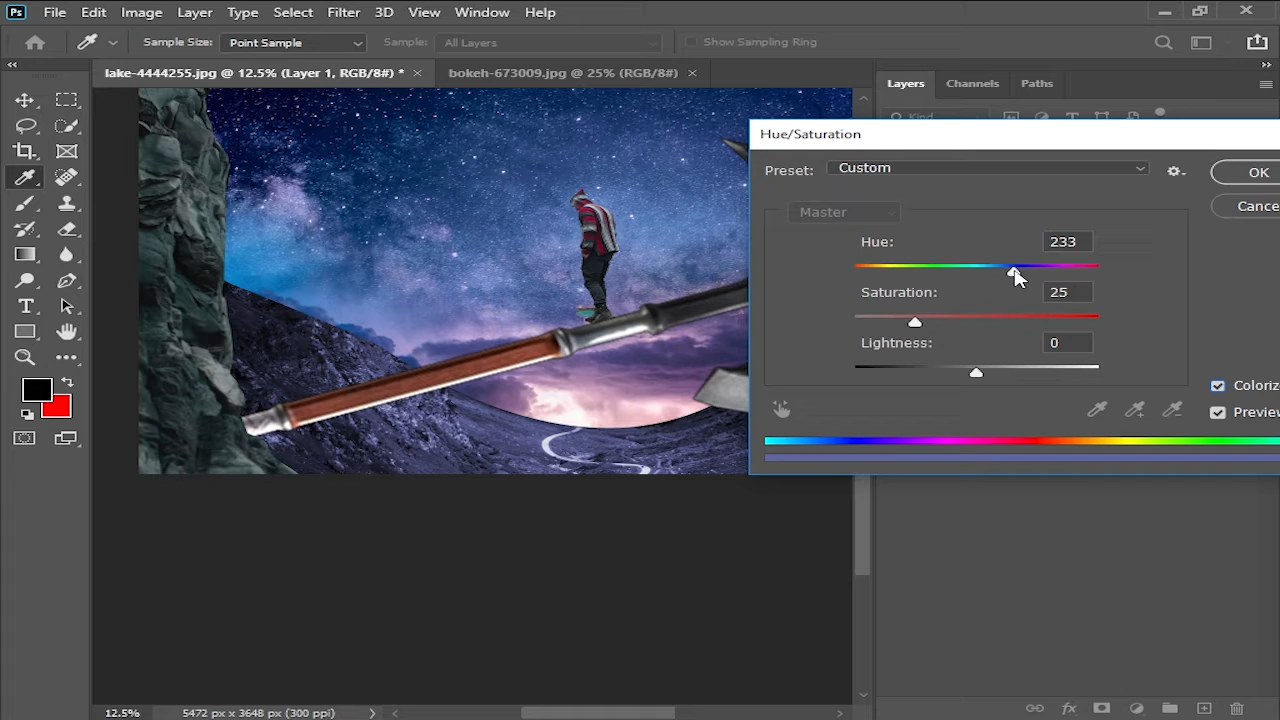 Ps File Edit Image Layer Type Select Filter 3D View Window Help
Sample Size: Point Sample Sample: All Layers Show Sampling Ring
lake-4444255.jpg @ 12.5% (Layer 1, RGB/8#) * bokeh-673009.jpg @ 25% (RGB/8#)
Layers Channels Paths
Kind
Hue/Saturation
Preset: Custom
OK
Cance
Master
Hue: 233
Saturation: 25
Lightness: 0
Coloriz
Preview
12.5% 5472 px x 3648 px (300 ppi)
fx